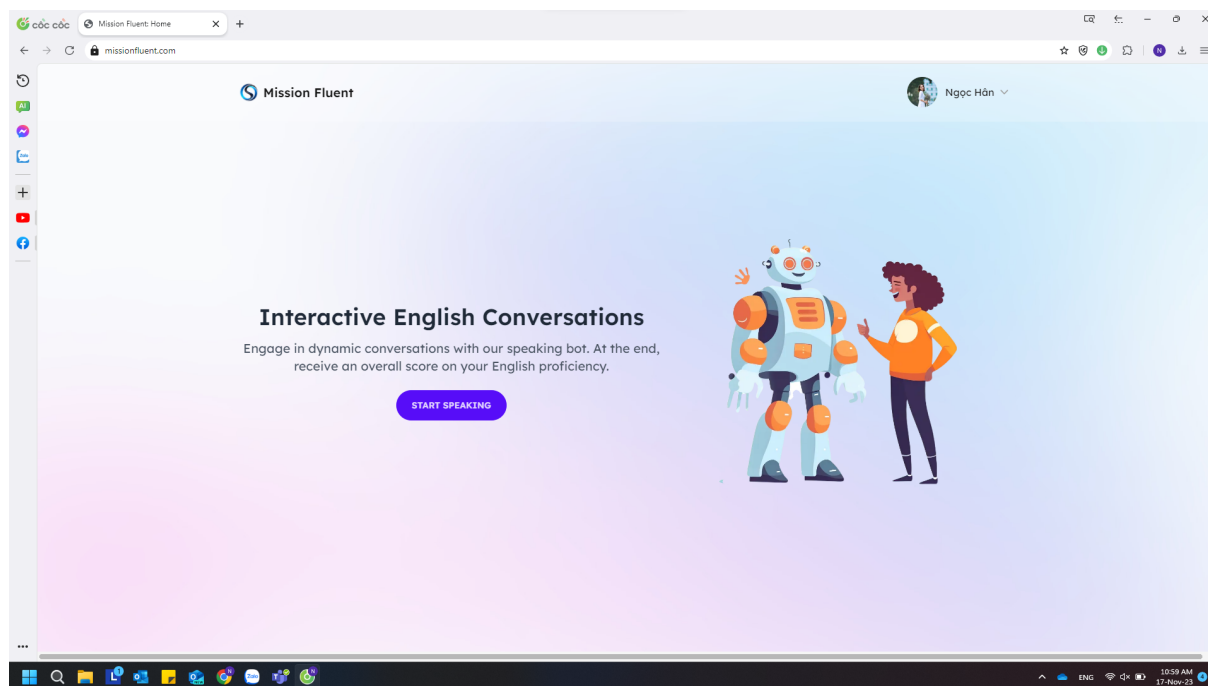 cốc cốc
Mission Fluent: Home
missionfluent.com
N
AI
Zalo
Mission Fluent
Ngọc Hân
Interactive English Conversations
Engage in dynamic conversations with our speaking bot. At the end,
receive an overall score on your English proficiency.
START SPEAKING
ENG
10:59 AM
17-Nov-23